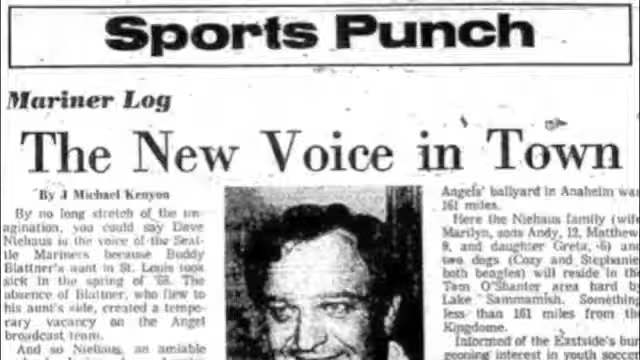 Sports Punch
Mariner Log
The New Voice in Town
By J Michael Kenyon
By no long stretch of the im-
agination, you could say Dave
Niehaus is the voice of the Seat-
tle Mariners because Buddy
Blattner's aunt in St. Louis took
sick in the spring of '68. The
absence of Blattner, who flew to
his aunt's side, created a tempo-
rary vacancy on the Angel
broadcast team.
And so Niehaus, an amiable
Angels' ballyard in Anaheim was
161 miles.
Here the Niehaus family (wife
Marilyn, sons Andy, 12, Matthew
9, and daughter Greta, 6) and
two dogs (Cozy and Stephanie
both beagles) will reside in the
Tam O'Shanter area hard by
Lake Sammamish. Something
less than 161 miles from the
Kingdome.
Informed of the Eastside's bur
geoning interest in youth soccer